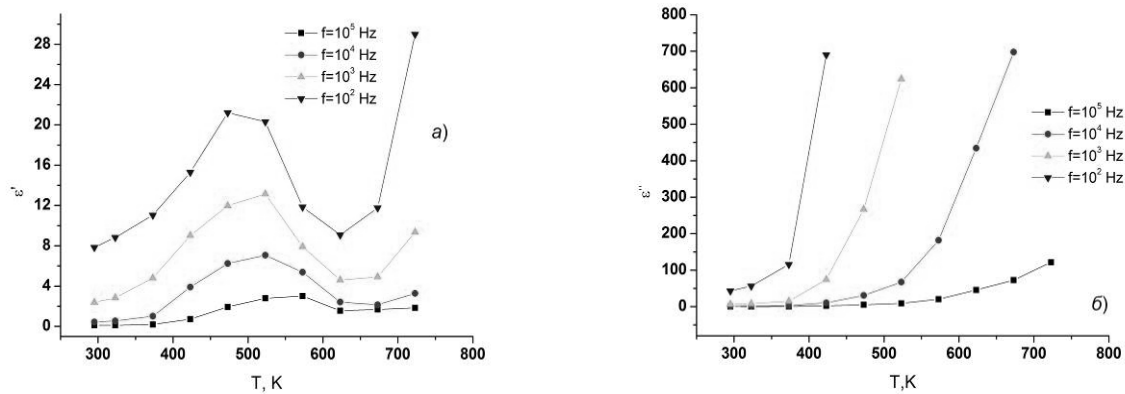 28
24
20
16
12
8
4
0
ε'
f=10⁵ Hz
f=10⁴ Hz
f=10³ Hz
f=10² Hz
а)
300 400 500 600 700 800
T, K
800
700
600
500
400
300
200
100
0
ε''
f=10⁵ Hz
f=10⁴ Hz
f=10³ Hz
f=10² Hz
б)
300 400 500 600 700 800
T,K